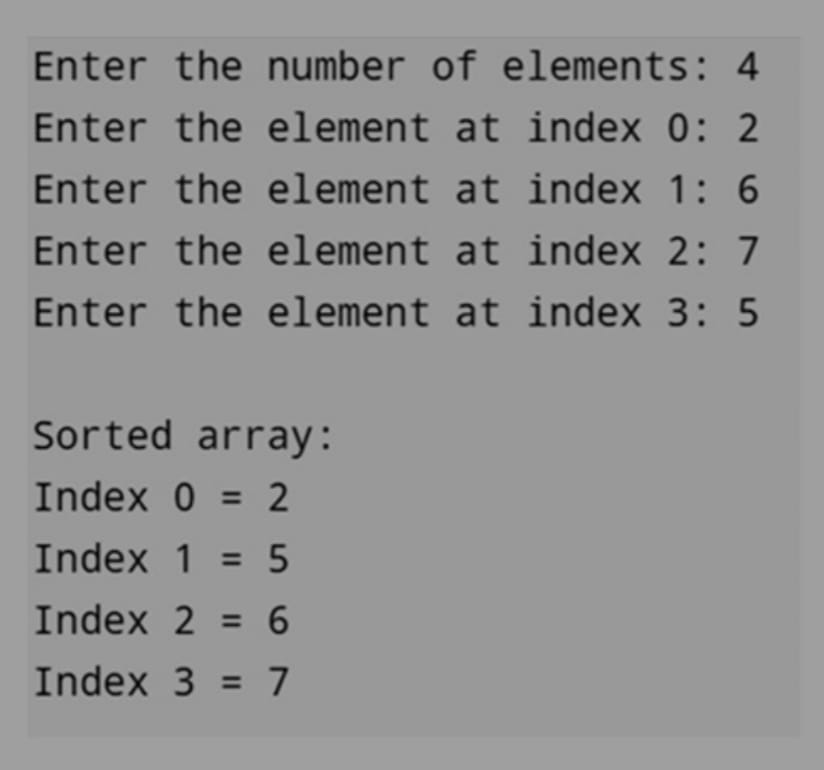 Enter the number of elements: 4
Enter the element at index 0: 2
Enter the element at index 1: 6
Enter the element at index 2: 7
Enter the element at index 3: 5
Sorted array:
Index 0 = 2
Index 1 = 5
Index 2 = 6
Index 3 = 7